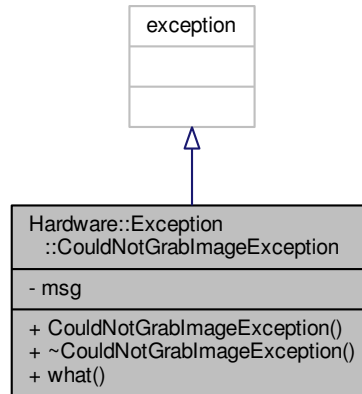 exception
Hardware::Exception
::CouldNotGrabImageException
- msg
+ CouldNotGrabImageException()
+ ~CouldNotGrabImageException()
+ what()